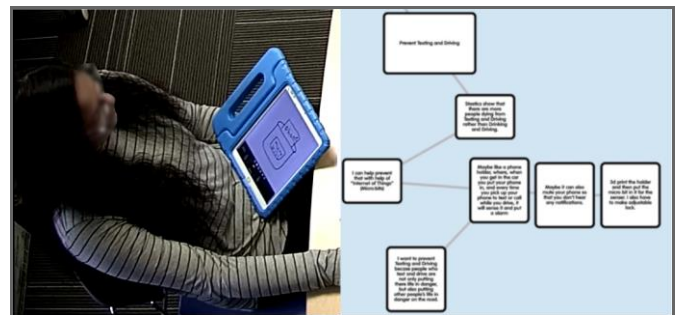 Prevent Texting and Driving
Stastics show that
there are more
people dying from
Texting and Driving
rather than Drinking
and Driving.
I can help prevent
that with help of
"Internet of Things"
(Micro:bits)
Maybe like a phone
holder, where, when
you get in the car
you put your phone
in, and every time
you pick up your
phone to text or call
while you drive, it
will sense it and put
a alarm
Maybe it can also
mute your phone so
that you don't hear
any notifications.
3d print the holder
and then put the
micro bit in it for the
sensor. I also have
to make adjustable
lock.
I want to prevent
Texting and Driving
becase people who
text and drive are
not only putting
there life in danger,
but also putting
other people's life in
danger on the road.